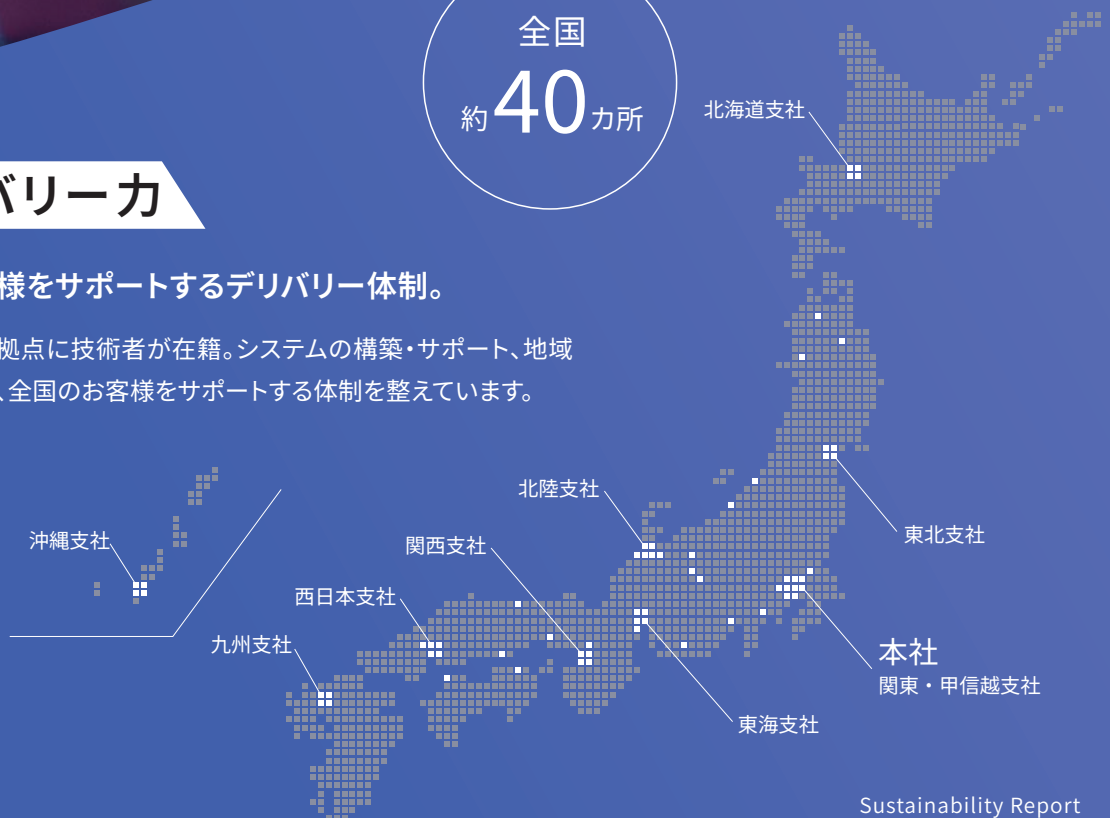 全国
約40カ所
バリー力
様をサポートするデリバリー体制。
拠点に技術者が在籍。システムの構築・サポート、地域
、全国のお客様をサポートする体制を整えています。
北海道支社
東北支社
北陸支社
関西支社
西日本支社
九州支社
沖縄支社
本社
関東・甲信越支社
東海支社
Sustainability Report